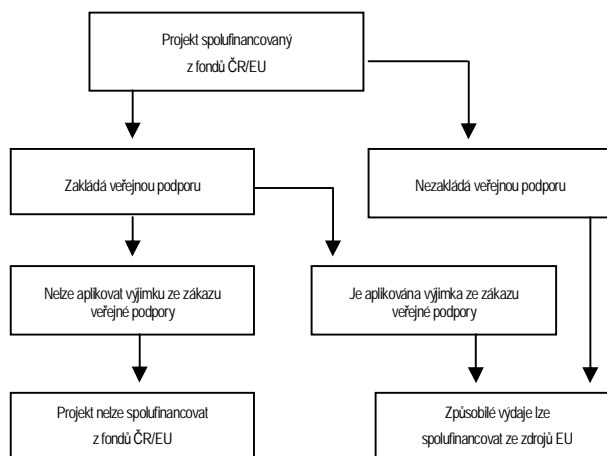 Projekt spolufinancovaný
z fondů ČR/EU
Zakládá veřejnou podporu
Nezakládá veřejnou podporu
Nelze aplikovat výjimku ze zákazu
veřejné podpory
Je aplikována výjimka ze zákazu
veřejné podpory
Projekt nelze spolufinancovat
z fondů ČR/EU
Způsobilé výdaje lze
spolufinancovat ze zdrojů EU